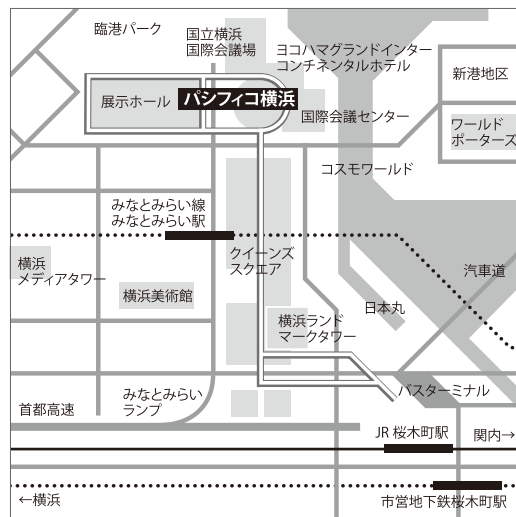 臨港パーク
国立横浜
国際会議場
ヨコハマグランドインター
コンチネンタルホテル
新港地区
展示ホール
パシフィコ横浜
国際会議センター
ワールド
ポーターズ
コスモワールド
みなとみらい線
みなとみらい駅
クイーンズ
スクエア
横浜
メディアタワー
汽車道
横浜美術館
日本丸
横浜ランド
マークタワー
みなとみらい
ランプ
バスターミナル
首都高速
JR 桜木町駅
関内→
←横浜
市営地下鉄桜木町駅